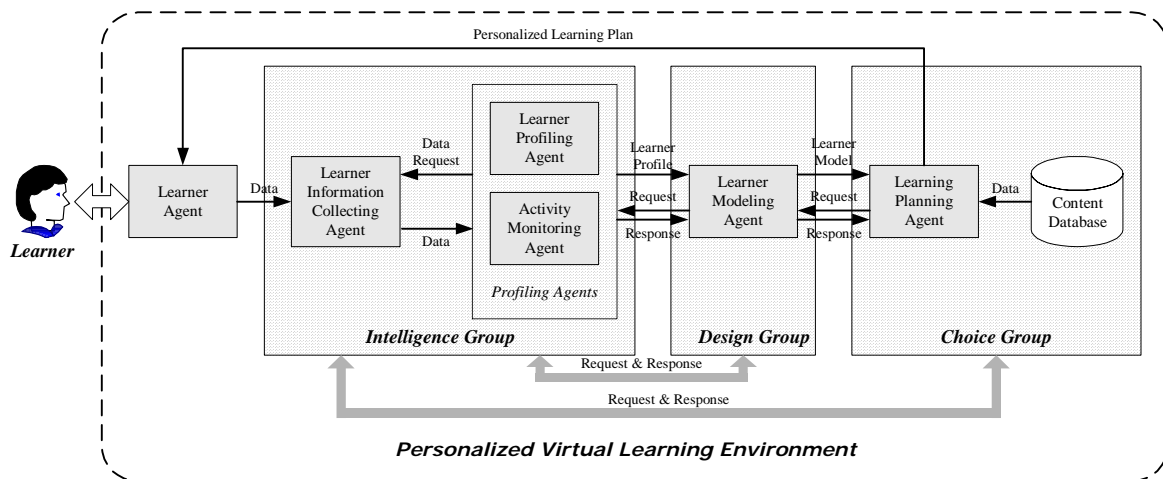 Personalized Learning Plan
Learner
Learner
Agent
Data
Learner
Information
Collecting
Agent
Data
Request
Data
Learner
Profiling
Agent
Activity
Monitoring
Agent
Profiling Agents
Intelligence Group
Learner
Profile
Request
Response
Learner
Modeling
Agent
Design Group
Learner
Model
Request
Response
Learning
Planning
Agent
Data
Content
Database
Choice Group
Request & Response
Request & Response
Personalized Virtual Learning Environment